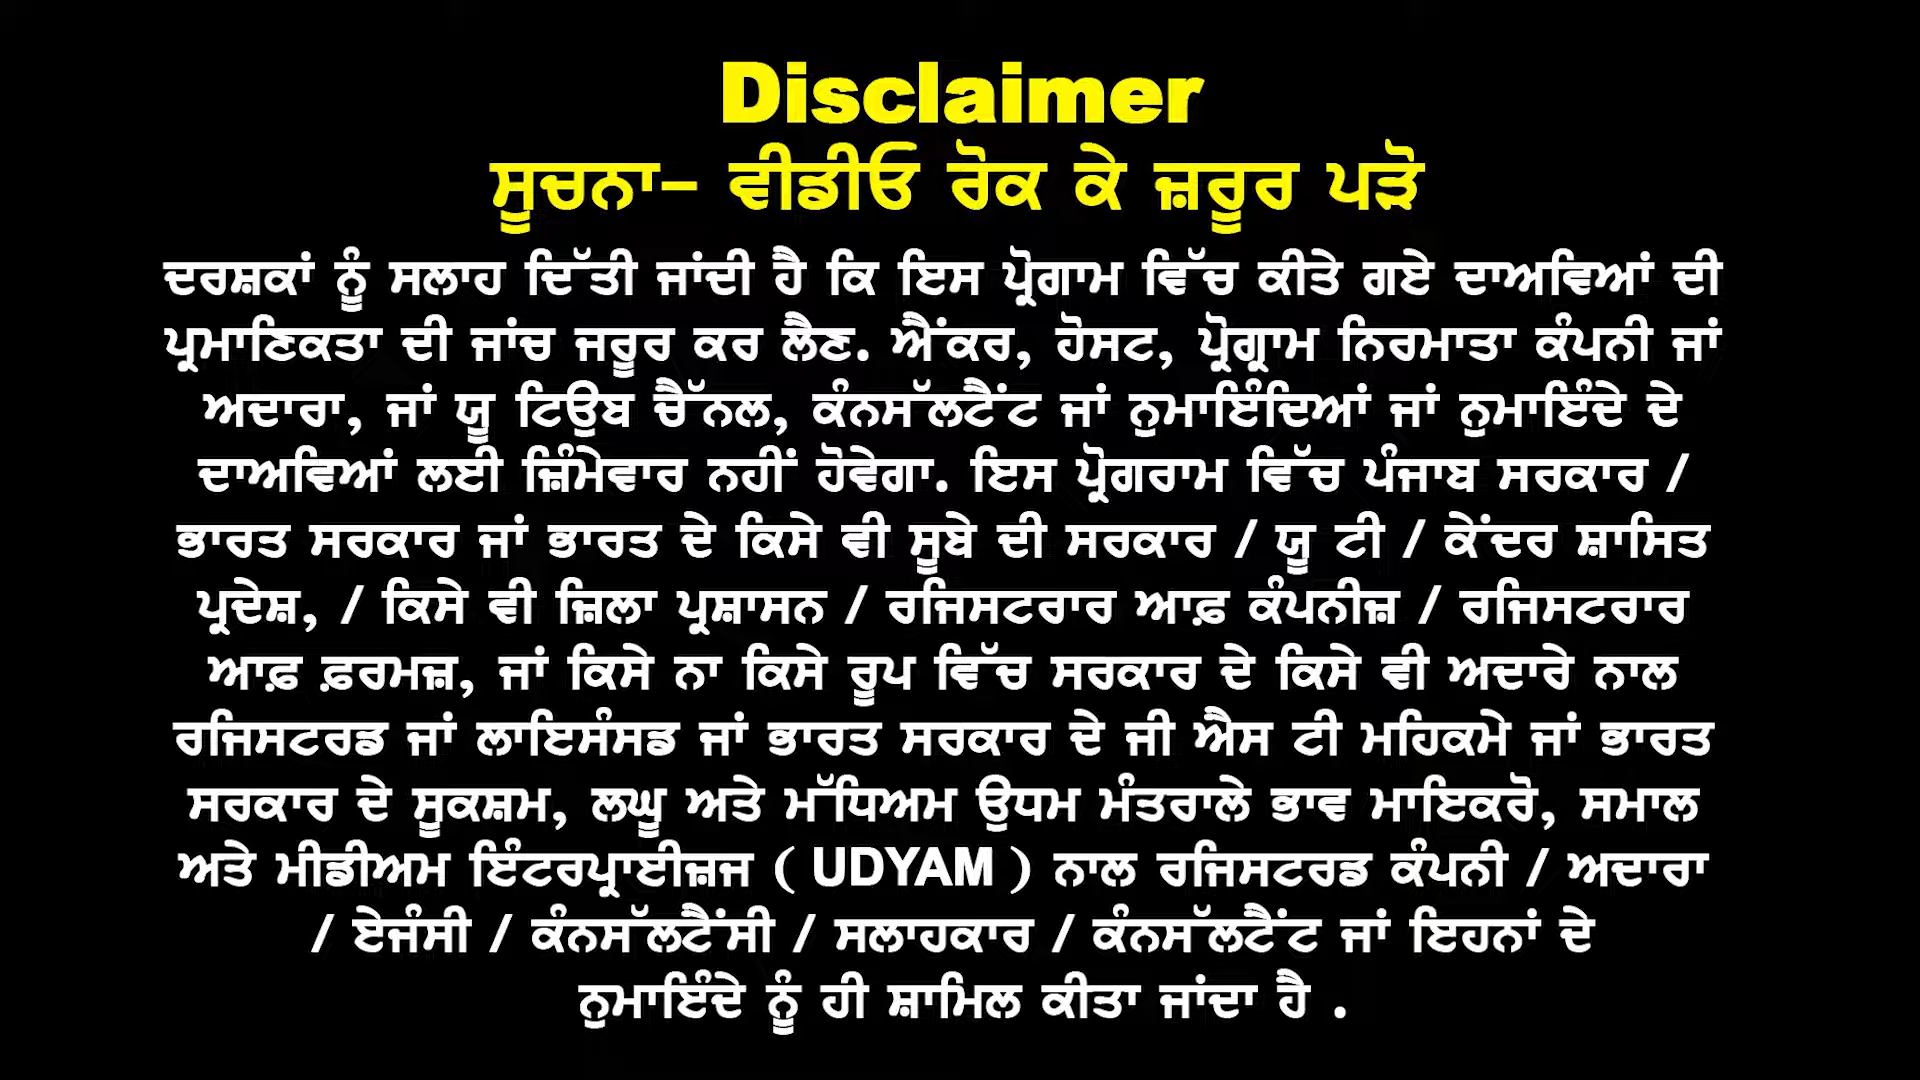 Disclaimer
ਸੂਚਨਾ- ਵੀਡੀਓ ਰੋਕ ਕੇ ਜ਼ਰੂਰ ਪੜੋ
ਦਰਸ਼ਕਾਂ ਨੂੰ ਸਲਾਹ ਦਿੱਤੀ ਜਾਂਦੀ ਹੈ ਕਿ ਇਸ ਪ੍ਰੋਗਾਮ ਵਿੱਚ ਕੀਤੇ ਗਏ ਦਾਅਵਿਆਂ ਦੀ
ਪ੍ਰਮਾਣਿਕਤਾ ਦੀ ਜਾਂਚ ਜਰੂਰ ਕਰ ਲੈਣ. ਐਂਕਰ, ਹੋਸਟ, ਪ੍ਰੋਗ੍ਰਾਮ ਨਿਰਮਾਤਾ ਕੰਪਨੀ ਜਾਂ
ਅਦਾਰਾ, ਜਾਂ ਯੂ ਟਿਉਬ ਚੈੱਨਲ, ਕੰਨਸੱਲਟੈਂਟ ਜਾਂ ਨੁਮਾਇੰਦਿਆਂ ਜਾਂ ਨੁਮਾਇੰਦੇ ਦੇ
ਦਾਅਵਿਆਂ ਲਈ ਜ਼ਿੰਮੇਵਾਰ ਨਹੀਂ ਹੋਵੇਗਾ. ਇਸ ਪ੍ਰੋਗਰਾਮ ਵਿੱਚ ਪੰਜਾਬ ਸਰਕਾਰ /
ਭਾਰਤ ਸਰਕਾਰ ਜਾਂ ਭਾਰਤ ਦੇ ਕਿਸੇ ਵੀ ਸੂਬੇ ਦੀ ਸਰਕਾਰ / ਯੂ ਟੀ / ਕੇਂਦਰ ਸ਼ਾਸਿਤ
ਪ੍ਰਦੇਸ਼, / ਕਿਸੇ ਵੀ ਜ਼ਿਲਾ ਪ੍ਰਸ਼ਾਸਨ / ਰਜਿਸਟਰਾਰ ਆਫ਼ ਕੰਪਨੀਜ਼ / ਰਜਿਸਟਰਾਰ
ਆਫ਼ ਫ਼ਰਮਜ਼, ਜਾਂ ਕਿਸੇ ਨਾ ਕਿਸੇ ਰੂਪ ਵਿੱਚ ਸਰਕਾਰ ਦੇ ਕਿਸੇ ਵੀ ਅਦਾਰੇ ਨਾਲ
ਰਜਿਸਟਰਡ ਜਾਂ ਲਾਇਸੰਸਡ ਜਾਂ ਭਾਰਤ ਸਰਕਾਰ ਦੇ ਜੀ ਐਸ ਟੀ ਮਹਿਕਮੇ ਜਾਂ ਭਾਰਤ
ਸਰਕਾਰ ਦੇ ਸੂਕਸ਼ਮ, ਲਘੂ ਅਤੇ ਮੱਧਿਅਮ ਉਧਮ ਮੰਤਰਾਲੇ ਭਾਵ ਮਾਇਕਰੋ, ਸਮਾਲ
ਅਤੇ ਮੀਡੀਅਮ ਇੰਟਰਪ੍ਰਾਈਜ਼ਜ ( UDYAM ) ਨਾਲ ਰਜਿਸਟਰਡ ਕੰਪਨੀ / ਅਦਾਰਾ
/ ਏਜੰਸੀ / ਕੰਨਸੱਲਟੈਂਸੀ / ਸਲਾਹਕਾਰ / ਕੰਨਸੱਲਟੈਂਟ ਜਾਂ ਇਹਨਾਂ ਦੇ
ਨੁਮਾਇੰਦੇ ਨੂੰ ਹੀ ਸ਼ਾਮਿਲ ਕੀਤਾ ਜਾਂਦਾ ਹੈ .